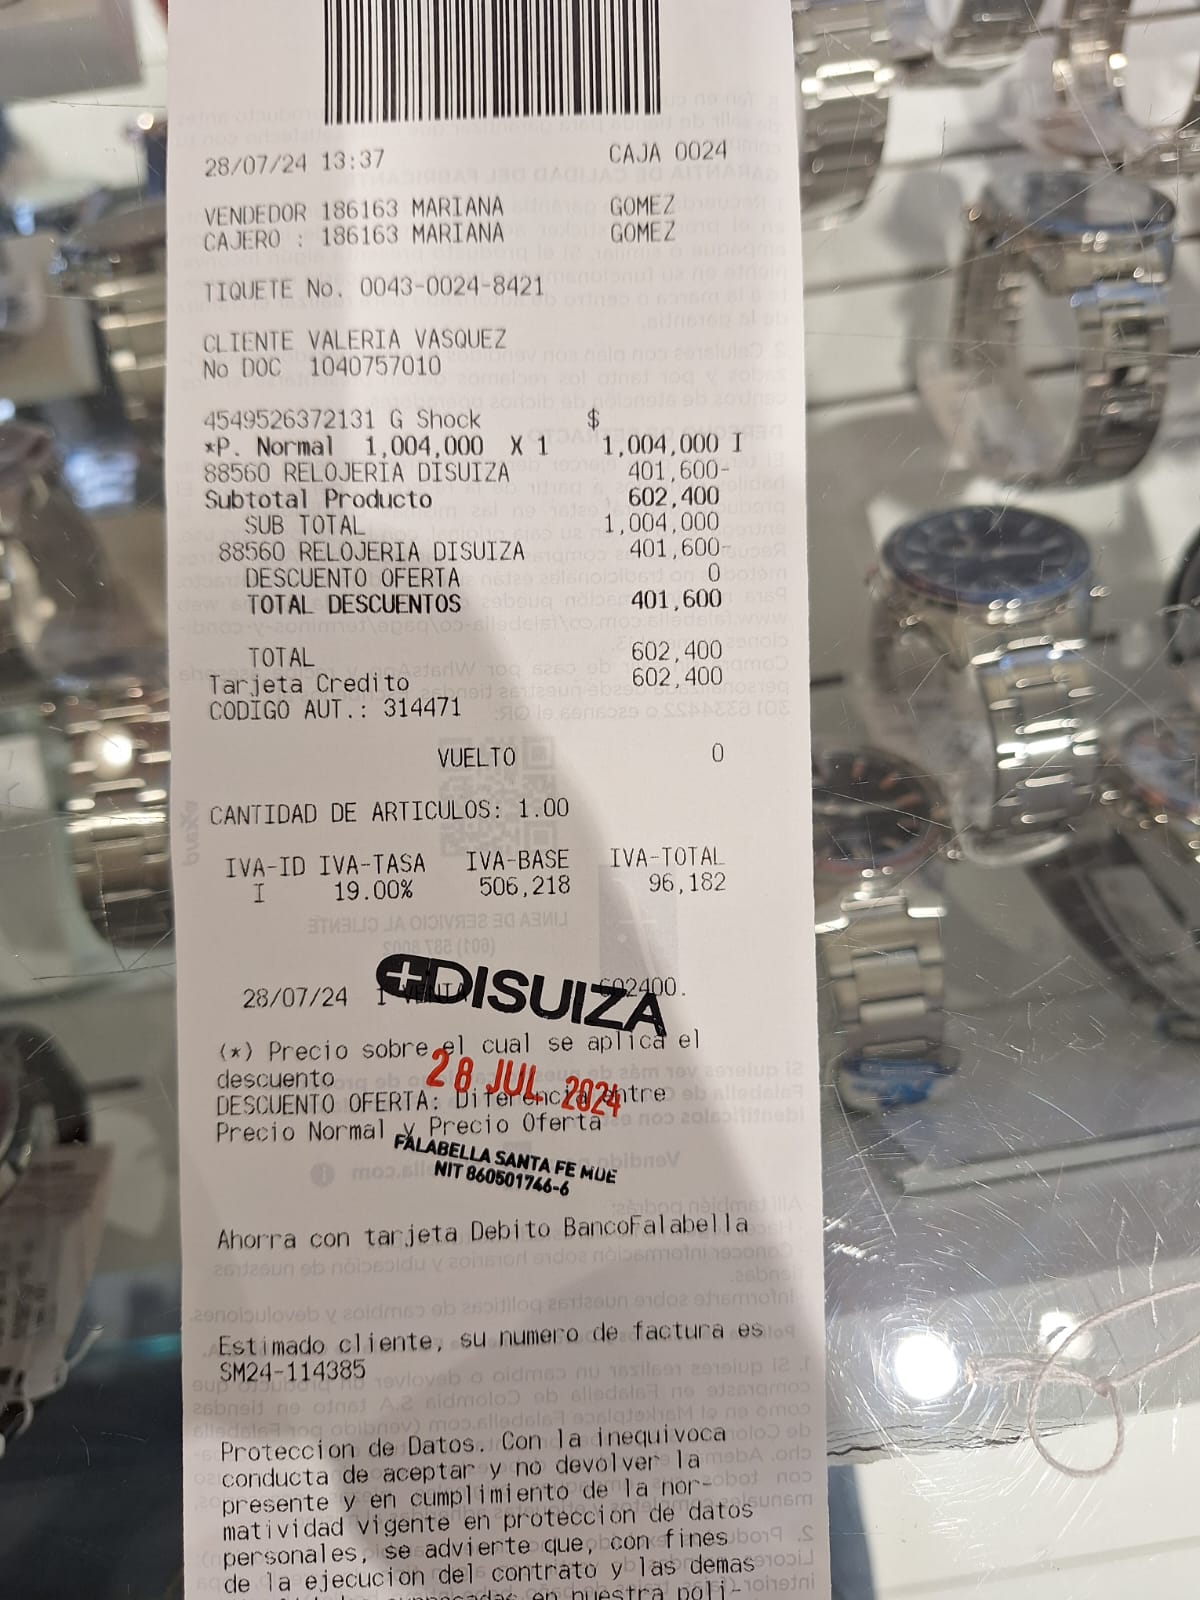 28/07/24 13:37 CAJA 0024
VENDEDOR 186163 MARIANA GOMEZ
CAJERO : 186163 MARIANA GOMEZ
TIQUETE No. 0043-0024-8421
CLIENTE VALERIA VASQUEZ
No DOC 1040757010
4549526372131 G Shock $
*P. Normal 1,004,000 X 1 1,004,000 I
88560 RELOJERIA DISUIZA 401,600-
Subtotal Producto 602,400
SUB TOTAL 1,004,000
88560 RELOJERIA DISUIZA 401,600-
DESCUENTO OFERTA 0
TOTAL DESCUENTOS 401,600
TOTAL 602,400
Tarjeta Credito 602,400
CODIGO AUT.: 314471
VUELTO 0
CANTIDAD DE ARTICULOS: 1.00
IVA-ID IVA-TASA IVA-BASE IVA-TOTAL
I 19.00% 506,218 96,182
DISUIZA
28/07/24 1 VENTA 602400.
(*) Precio sobre el cual se aplica el
descuento
28 JUL 2024
DESCUENTO OFERTA: Diferencia entre
Precio Normal y Precio Oferta
FALABELLA SANTA FE MUE
NIT 860501746-6
Ahorra con tarjeta Debito BancoFalabella
Estimado cliente, su numero de factura es
SM24-114385
Proteccion de Datos. Con la inequivoca
conducta de aceptar y no devolver la
presente y en cumplimiento de la nor-
matividad vigente en proteccion de datos
personales, se advierte que, con fines
de la ejecucion del contrato y las demas
en nuestra poli-